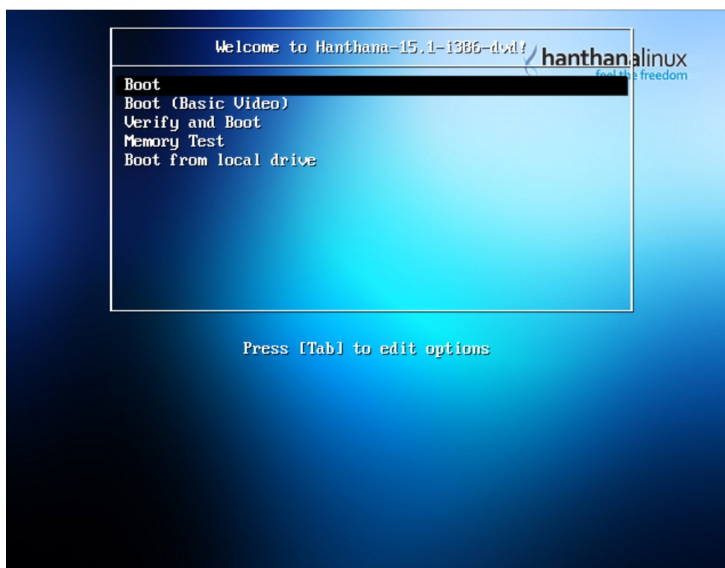 Welcome to Hanthana-15.1-i386-dvd!
hanthanalinux
feel the freedom
Boot
Boot (Basic Video)
Verify and Boot
Memory Test
Boot from local drive
Press [Tab] to edit options